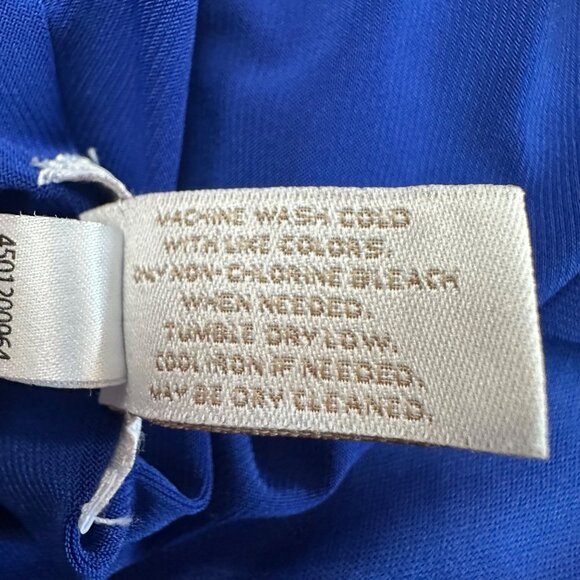 MACHINE WASH COLD
WITH LIKE COLORS.
ONLY NON-CHLORINE BLEACH
WHEN NEEDED.
TUMBLE DRY LOW.
COOL IRON IF NEEDED.
MAY BE DRY CLEANED.
4501200064